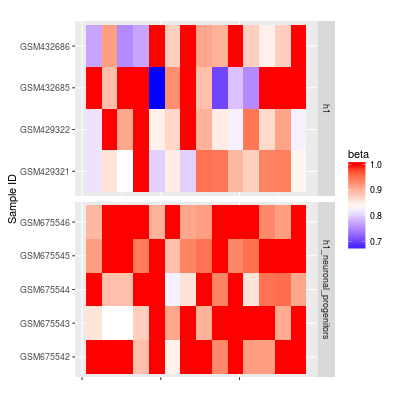 GSM432686
GSM432685
GSM429322
GSM429321
h1
GSM675546
GSM675545
GSM675544
GSM675543
GSM675542
h1_neuronal_progenitors
Sample ID
beta
1.0
0.9
0.8
0.7